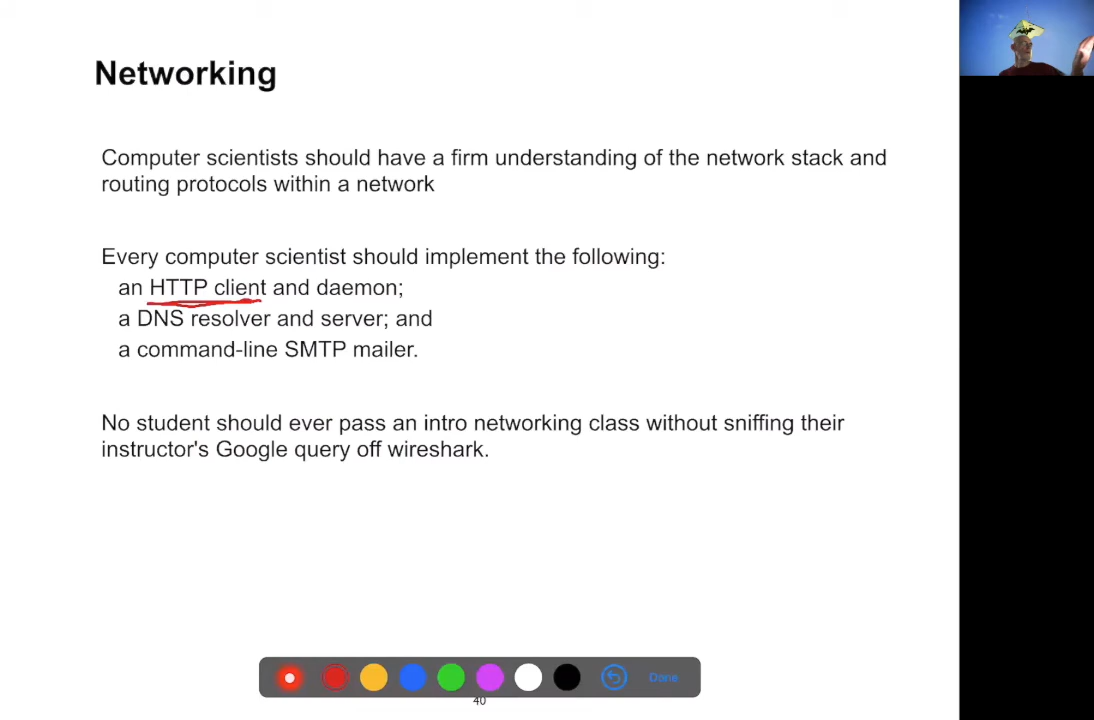 Networking
Computer scientists should have a firm understanding of the network stack and
routing protocols within a network
Every computer scientist should implement the following:
an HTTP client and daemon;
a DNS resolver and server; and
a command-line SMTP mailer.
No student should ever pass an intro networking class without sniffing their
instructor's Google query off wireshark.
Done
40